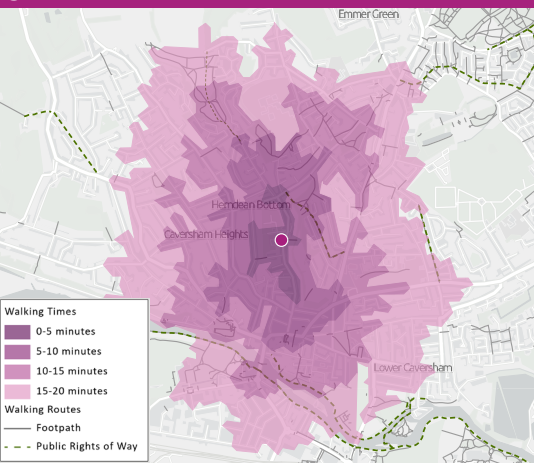 Emmer Green
Hemdean Bottom
Caversham Heights
Lower Caversham
Walking Times
0-5 minutes
5-10 minutes
10-15 minutes
15-20 minutes
Walking Routes
Footpath
Public Rights of Way